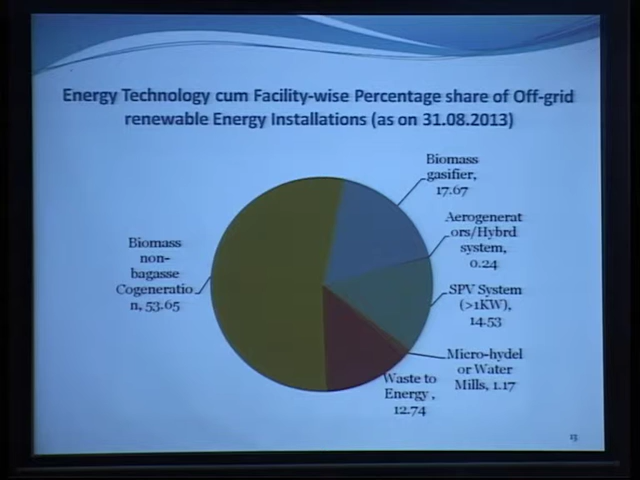 Energy Technology cum Facility-wise Percentage share of Off-grid
renewable Energy Installations (as on 31.08.2013)
Biomass
gasifier,
17.67
Aerogenerat
ors/Hybrd
system,
0.24
Biomass
non-
bagasse
Cogeneratio
n, 53.65
SPV System
(>1KW),
14.53
Micro-hydel
or Water
Mills, 1.17
Waste to
Energy ,
12.74
13